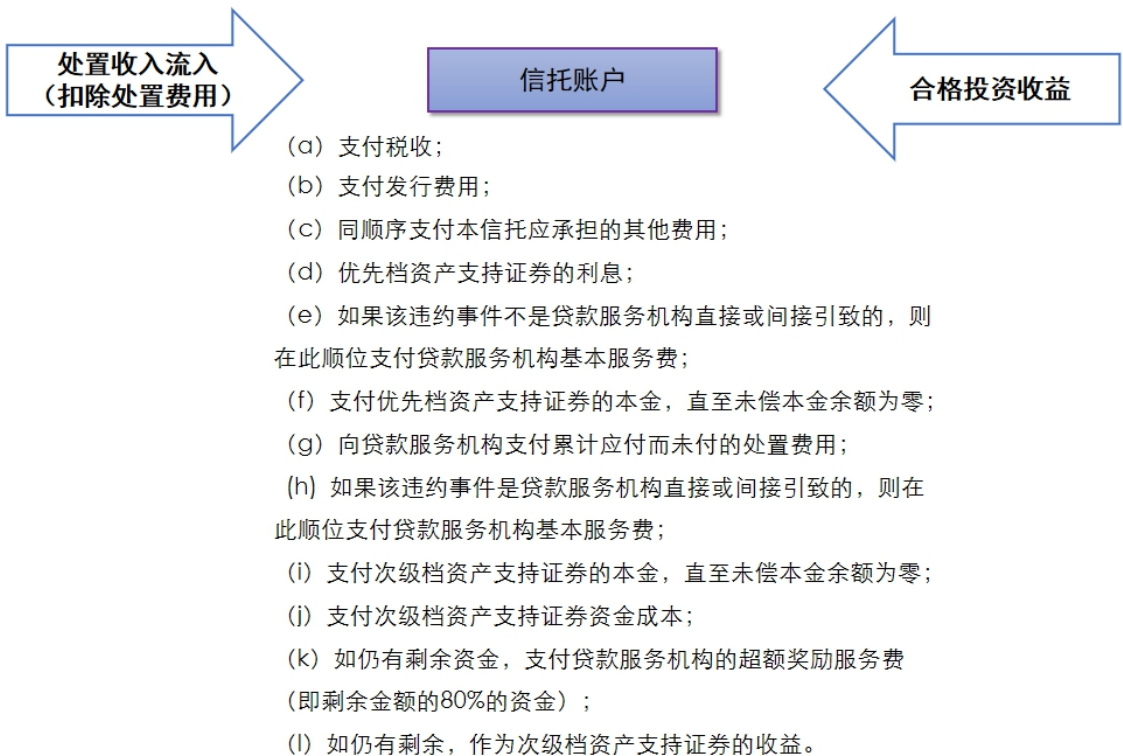 处置收入流入
（扣除处置费用）
信托账户
合格投资收益
（a）支付税收；
（b）支付发行费用；
（c）同顺序支付本信托应承担的其他费用；
（d）优先档资产支持证券的利息；
（e）如果该违约事件不是贷款服务机构直接或间接引致的，则
在此顺位支付贷款服务机构基本服务费；
（f）支付优先档资产支持证券的本金，直至未偿本金余额为零；
（g）向贷款服务机构支付累计应付而未付的处置费用；
(h）如果该违约事件是贷款服务机构直接或间接引致的，则在
此顺位支付贷款服务机构基本服务费；
（i）支付次级档资产支持证券的本金，直至未偿本金余额为零；
（j）支付次级档资产支持证券资金成本；
（k）如仍有剩余资金，支付贷款服务机构的超额奖励服务费
（即剩余金额的80%的资金）；
（l）如仍有剩余，作为次级档资产支持证券的收益。